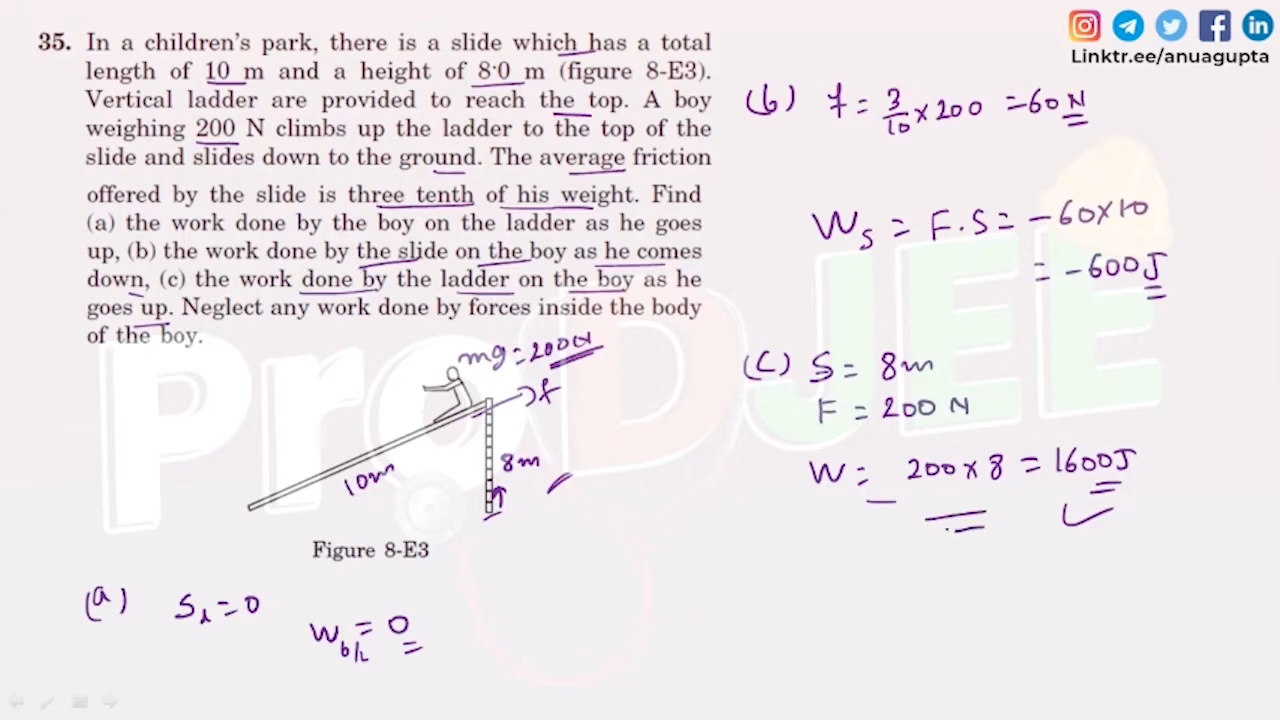 35. In a children's park, there is a slide which has a total
length of 10 m and a height of 8·0 m (figure 8-E3).
Vertical ladder are provided to reach the top. A boy
weighing 200 N climbs up the ladder to the top of the
slide and slides down to the ground. The average friction
offered by the slide is three tenth of his weight. Find
(a) the work done by the boy on the ladder as he goes
up, (b) the work done by the slide on the boy as he comes
down, (c) the work done by the ladder on the boy as he
goes up. Neglect any work done by forces inside the body
of the boy.
mg = 200N
f
10m
8m
Figure 8-E3
(a) S_L = 0
W_b/L = 0
Linktr.ee/anuagupta
(b) f = 3/10 × 200 = 60 N
W_S = F.S = -60×10
= -600 J
(C) S = 8m
F = 200 N
W = 200×8 = 1600J
Pro DJEE